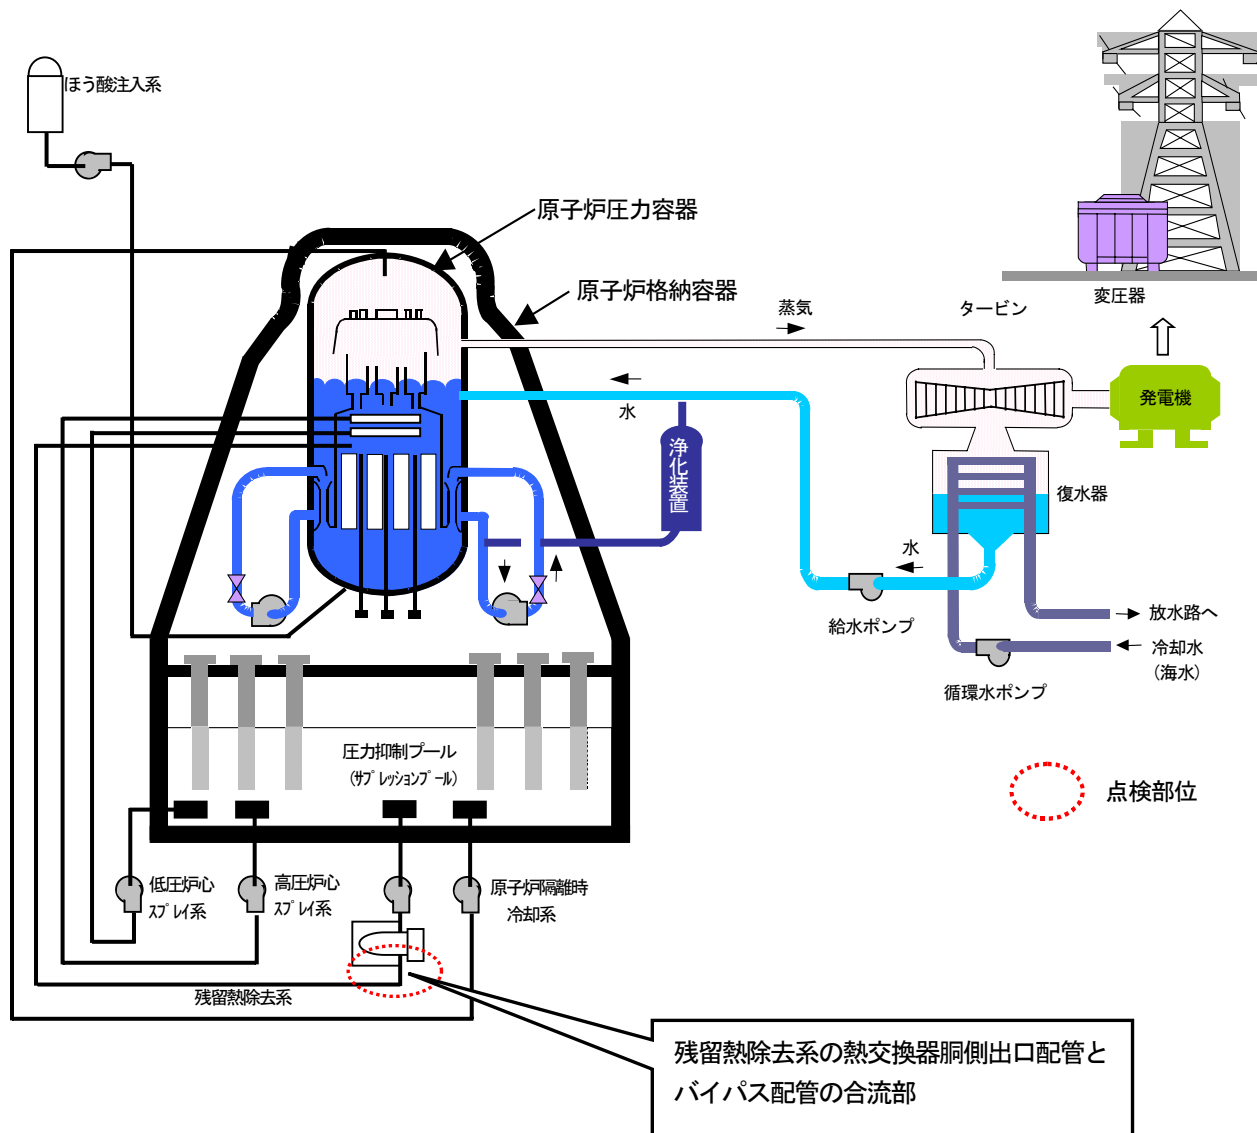 ほう酸注入系
原子炉圧力容器
原子炉格納容器
蒸気
タービン
変圧器
発電機
水
浄化装置
復水器
水
給水ポンプ
放水路へ
冷却水
(海水)
循環水ポンプ
圧力抑制プール
(ｻﾌﾟﾚｯｼｮﾝﾌﾟｰﾙ)
点検部位
低圧炉心
ｽﾌﾟﾚｲ系
高圧炉心
ｽﾌﾟﾚｲ系
原子炉隔離時
冷却系
残留熱除去系
残留熱除去系の熱交換器胴側出口配管と
バイパス配管の合流部